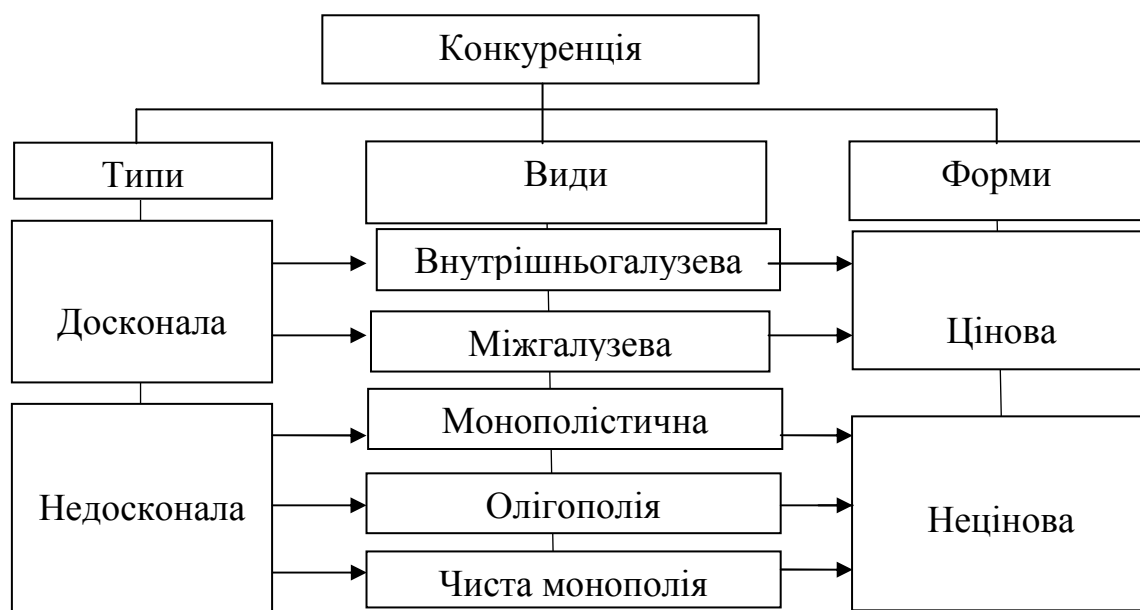 Конкуренція
Типи
Види
Форми
Досконала
Внутрішньогалузева
Міжгалузева
Цінова
Недосконала
Монополістична
Олігополія
Чиста монополія
Нецінова